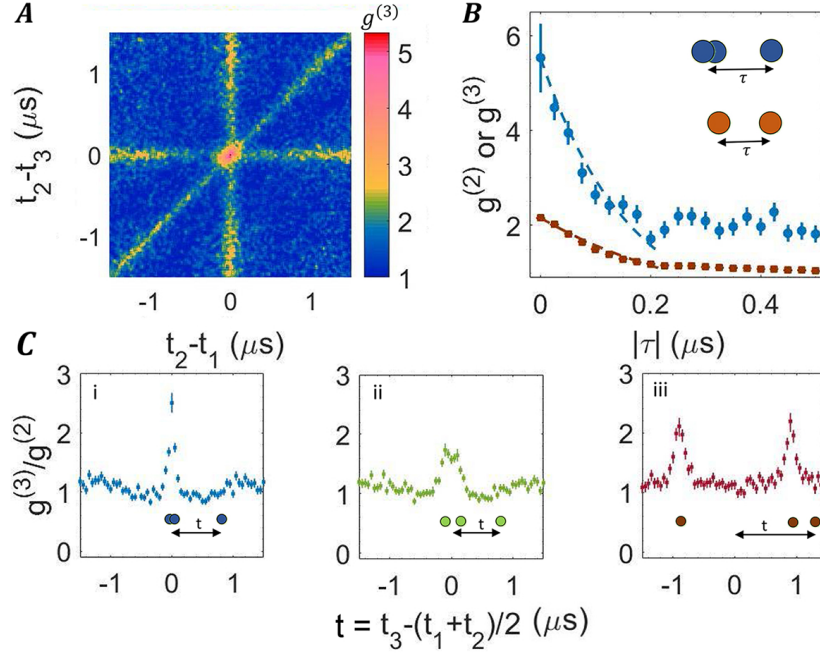 A
g(3)
1
0
-1
t2-t3 (μs)
-1 0 1
t2-t1 (μs)
5
4
3
2
1
B
6
4
2
g(2) or g(3)
τ
τ
0 0.2 0.4
|τ| (μs)
C
3
2
1
0
g(3)/g(2)
i
t
-1 0 1
3
2
1
0
ii
t
-1 0 1
3
2
1
0
iii
t
-1 0 1
t = t3-(t1+t2)/2 (μs)